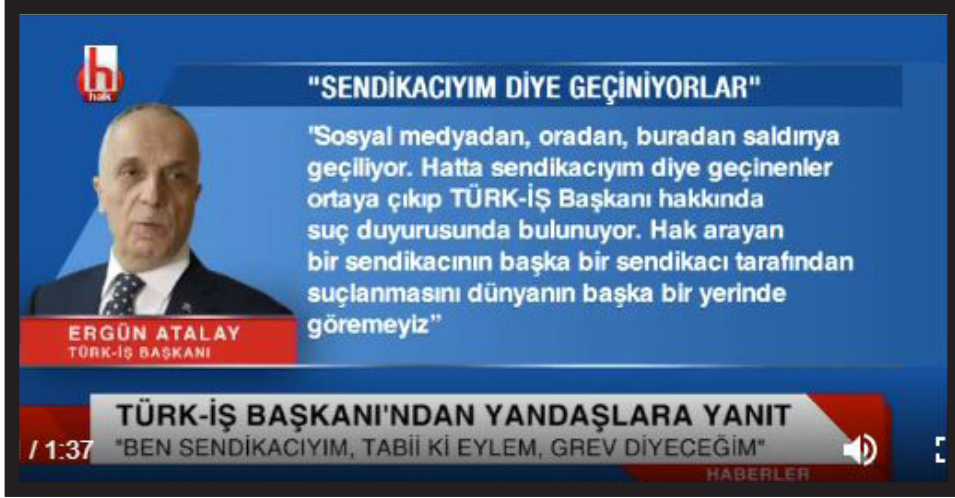 h
halk
"SENDİKACIYIM DİYE GEÇİNİYORLAR"
"Sosyal medyadan, oradan, buradan saldırıya
geçiliyor. Hatta sendikacıyım diye geçinenler
ortaya çıkıp TÜRK-İŞ Başkanı hakkında
suç duyurusunda bulunuyor. Hak arayan
bir sendikacının başka bir sendikacı tarafından
suçlanmasını dünyanın başka bir yerinde
göremeyiz”
ERGÜN ATALAY
TÜRK-İŞ BAŞKANI
TÜRK-İŞ BAŞKANI'NDAN YANDAŞLARA YANIT
/ 1:37
"BEN SENDİKACIYIM, TABİİ Kİ EYLEM, GREV DİYECEĞİM"
HABERLER